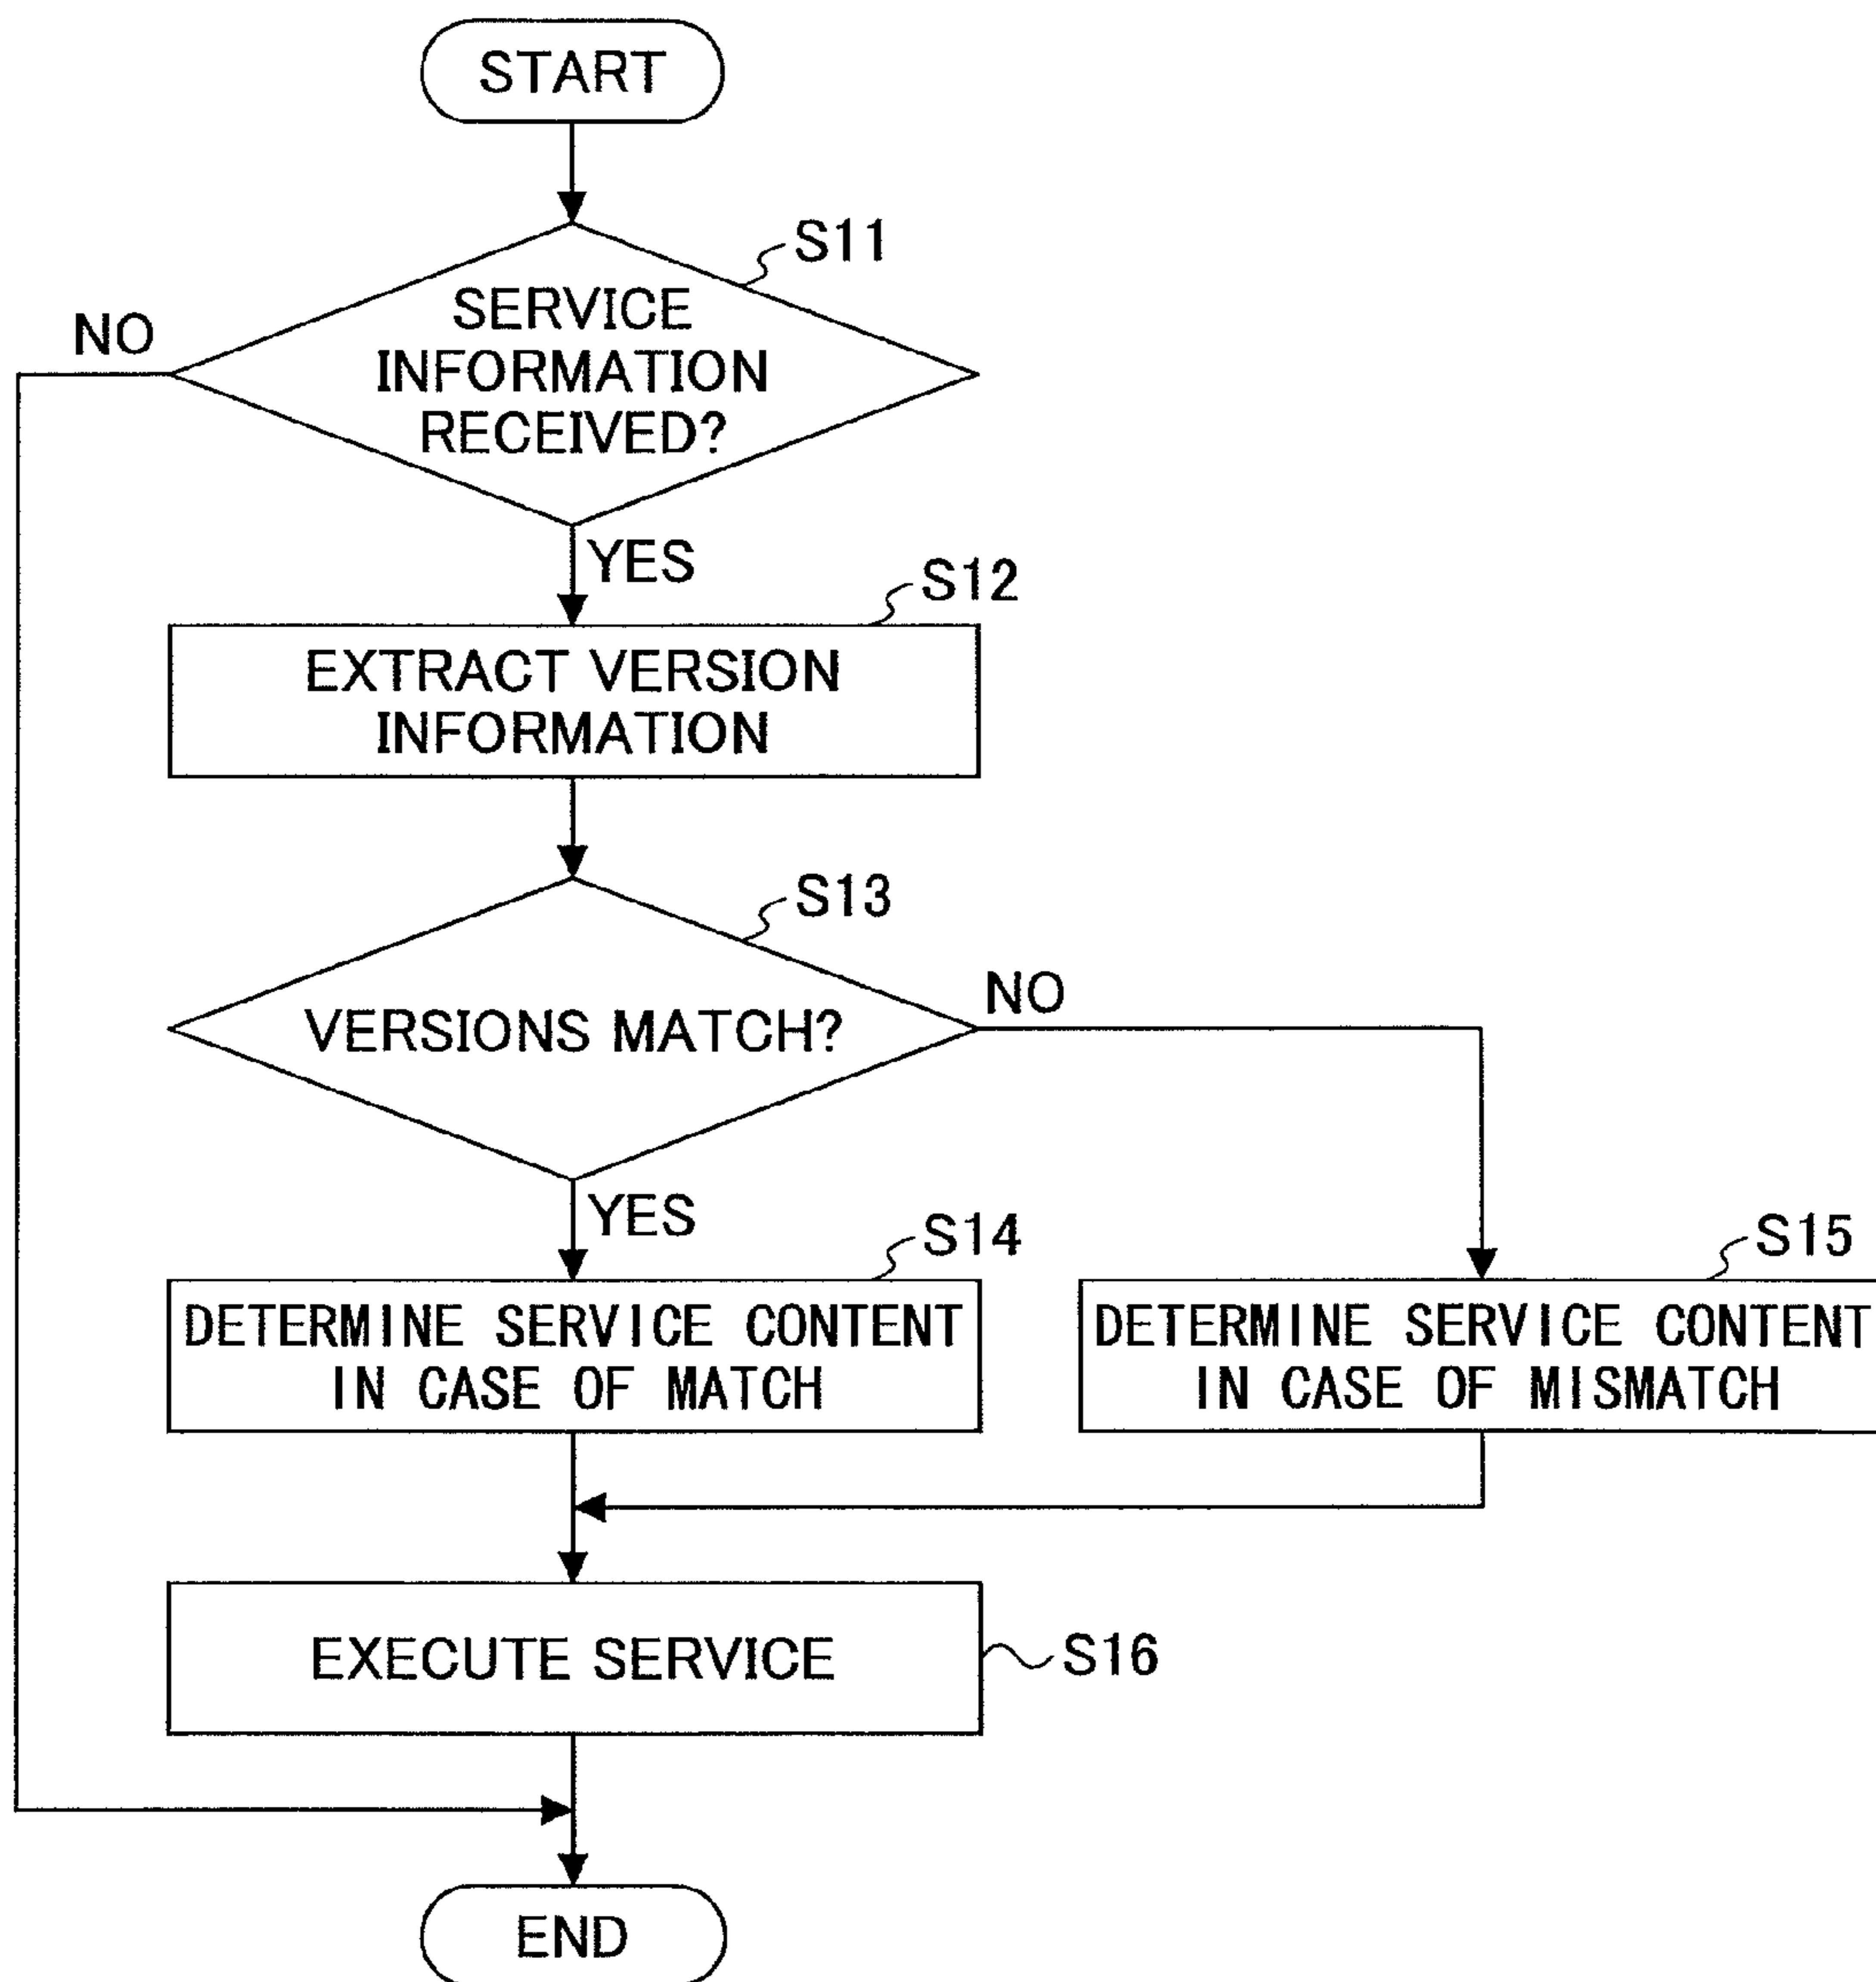 START
S11
SERVICE
INFORMATION
RECEIVED?
NO
YES
S12
EXTRACT VERSION
INFORMATION
S13
VERSIONS MATCH?
NO
YES
S14
DETERMINE SERVICE CONTENT
IN CASE OF MATCH
S15
DETERMINE SERVICE CONTENT
IN CASE OF MISMATCH
EXECUTE SERVICE
S16
END